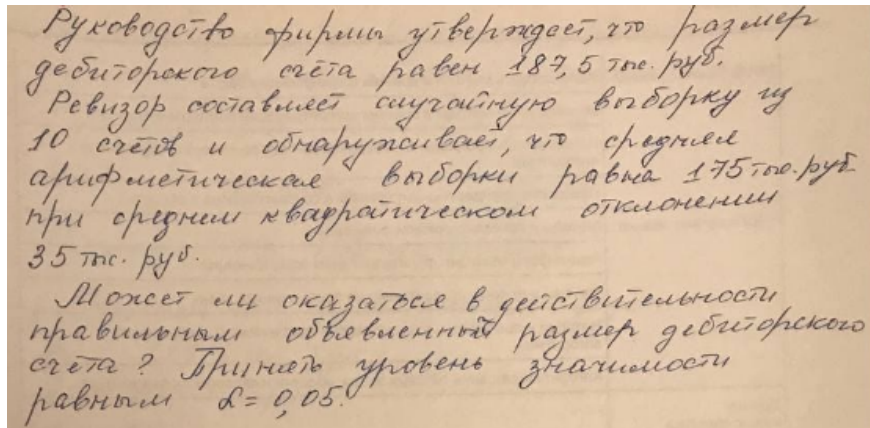 Руководство фирмы утверждает, что размер
дебиторского счёта равен 187,5 тыс. руб.
Ревизор составляет случайную выборку из
10 счетов и обнаруживает, что средняя
арифметическая выборки равна 175 тыс. руб.
при среднем квадратическом отклонении
35 тыс. руб.
Может ли оказаться в действительности
правильным объявленный размер дебиторского
счёта? Принять уровень значимости
равным α = 0,05.